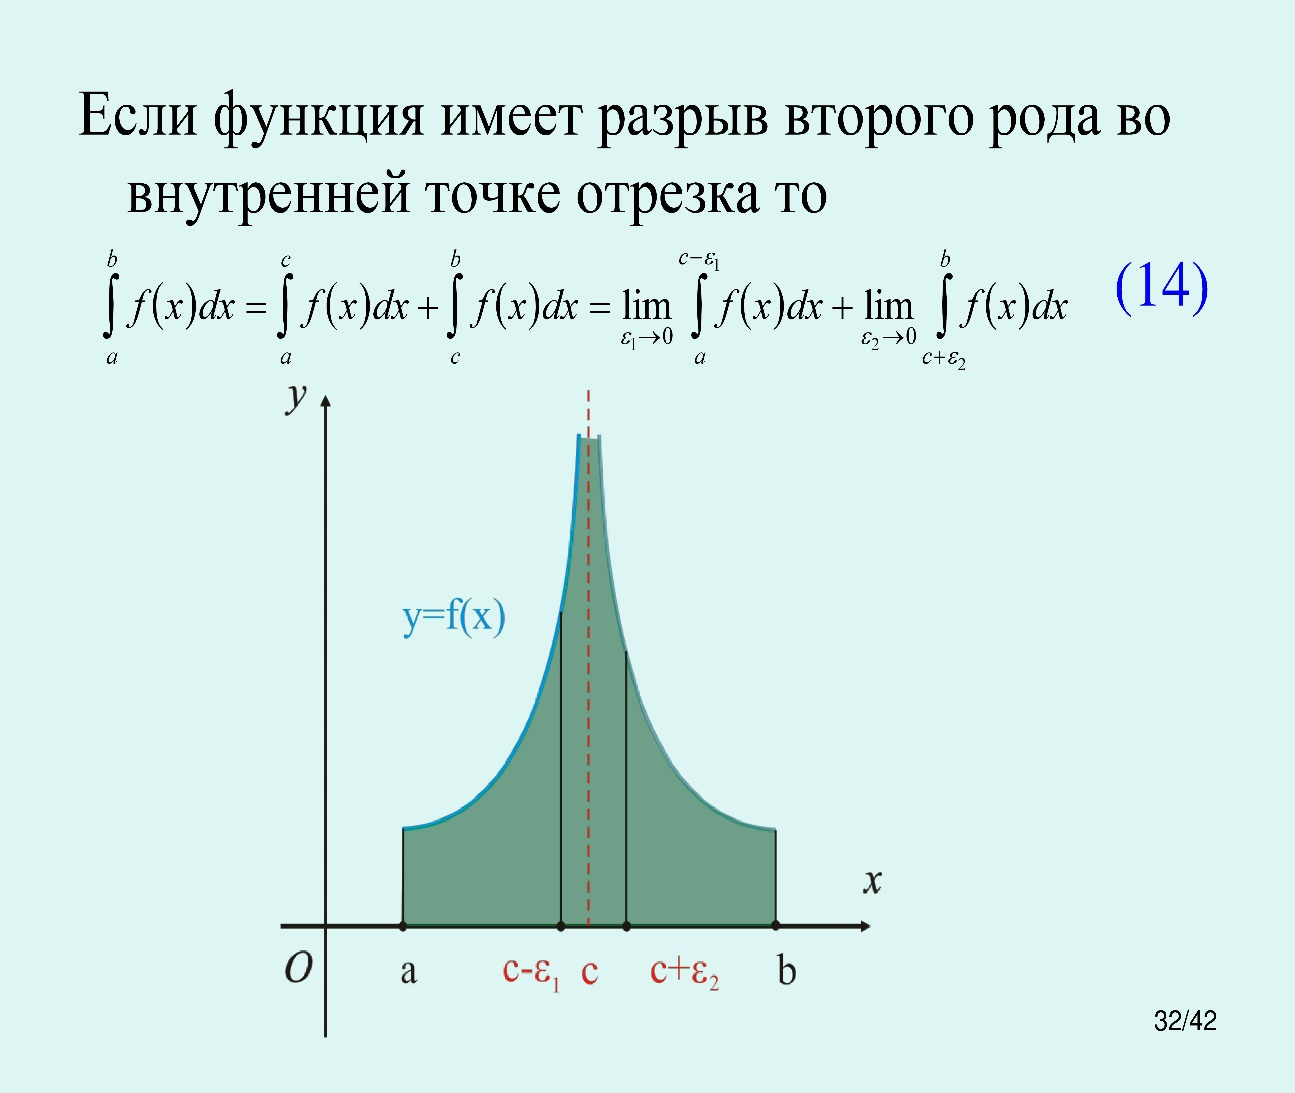 Если функция имеет разрыв второго рода во
внутренней точке отрезка то
∫_a^b f(x)dx = ∫_a^c f(x)dx + ∫_c^b f(x)dx = lim_{ε₁→0} ∫_a^{c−ε₁} f(x)dx + lim_{ε₂→0} ∫_{c+ε₂}^b f(x)dx (14)
y
y=f(x)
x
O a c-ε₁ c c+ε₂ b
32/42